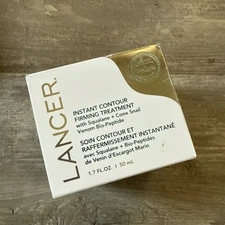 LANCER
INSTANT CONTOUR
FIRMING TREATMENT
with Squalane + Cone Snail
Venom Bio-Peptide
SOIN CONTOUR ET
RAFFERMISSEMENT INSTANTANÉ
avec Squalane + Bio-Peptides
de Venin d'Escargot Marin
1.7 FL.OZ. | 50 mL